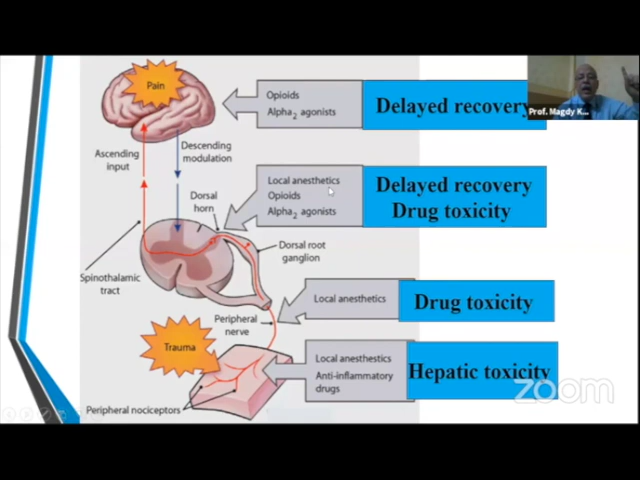 Pain
Opioids
Alpha2 agonists
Delayed recovery
Prof. Magdy K...
Ascending
input
Descending
modulation
Local anesthetics
Opioids
Alpha2 agonists
Delayed recovery
Drug toxicity
Dorsal
horn
Dorsal root
ganglion
Spinothalamic
tract
Local anesthetics
Drug toxicity
Peripheral
nerve
Trauma
Local anesthestics
Anti-inflammatory
drugs
Hepatic toxicity
Peripheral nociceptors
zoom